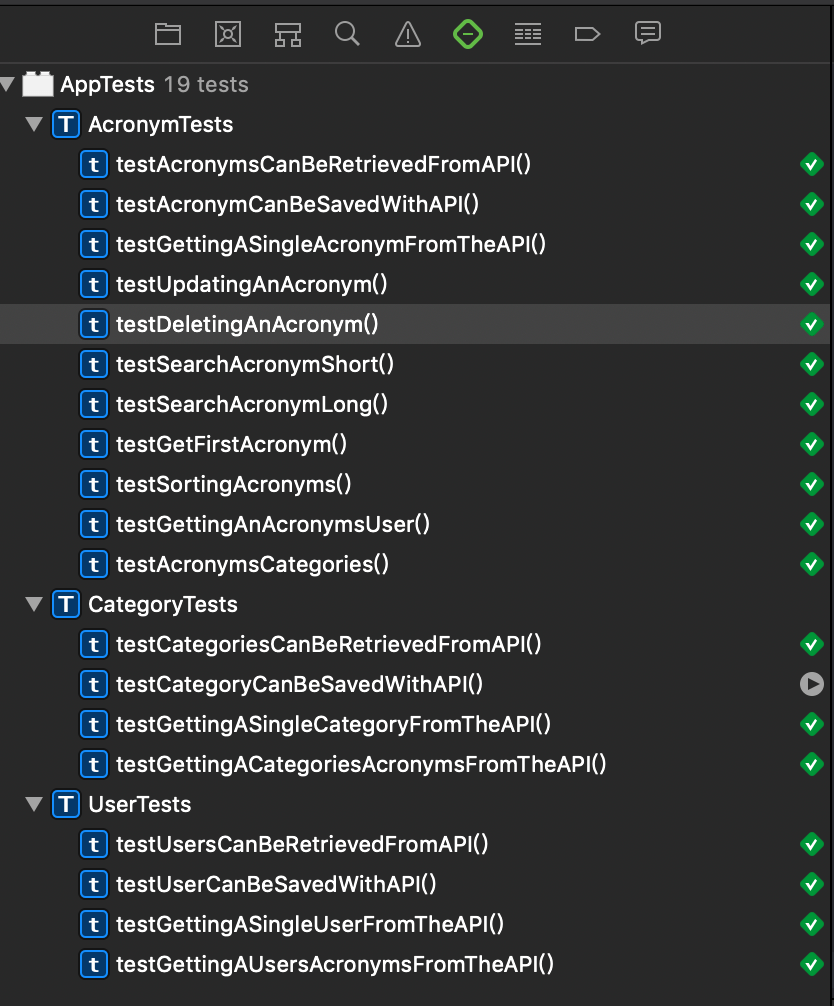 AppTests 19 tests
T AcronymTests
t testAcronymsCanBeRetrievedFromAPI()
t testAcronymCanBeSavedWithAPI()
t testGettingASingleAcronymFromTheAPI()
t testUpdatingAnAcronym()
t testDeletingAnAcronym()
t testSearchAcronymShort()
t testSearchAcronymLong()
t testGetFirstAcronym()
t testSortingAcronyms()
t testGettingAnAcronymsUser()
t testAcronymsCategories()
T CategoryTests
t testCategoriesCanBeRetrievedFromAPI()
t testCategoryCanBeSavedWithAPI()
t testGettingASingleCategoryFromTheAPI()
t testGettingACategoriesAcronymsFromTheAPI()
T UserTests
t testUsersCanBeRetrievedFromAPI()
t testUserCanBeSavedWithAPI()
t testGettingASingleUserFromTheAPI()
t testGettingAUsersAcronymsFromTheAPI()